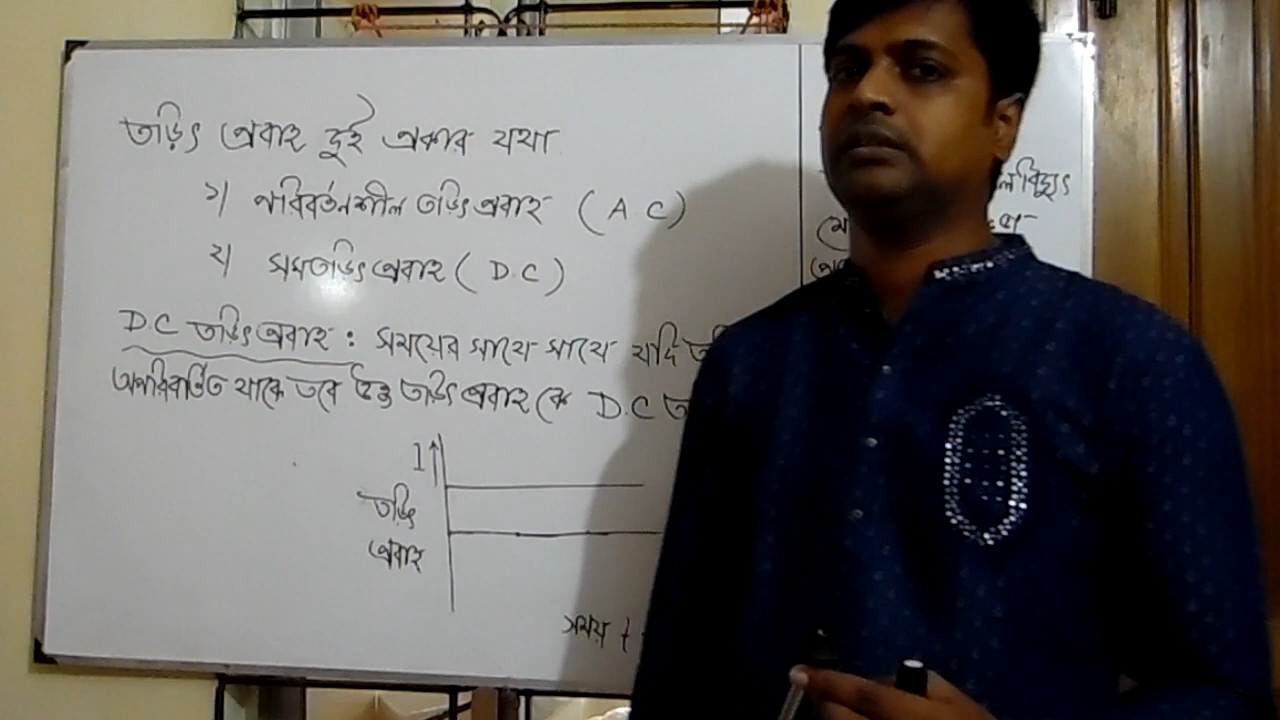 তড়িৎ প্রবাহ দুই প্রকার যথা
১) পরিবর্তনশীল তড়িৎ প্রবাহ (A C)
২) সমতড়িৎ প্রবাহ (D.C)
DC তড়িৎ প্রবাহ : সময়ের সাথে সাথে যদি
অপরিবর্তিত থাকে তবে উক্ত তড়িৎ প্রবাহ কে D.C
I
তড়িৎ
প্রবাহ
সময় t